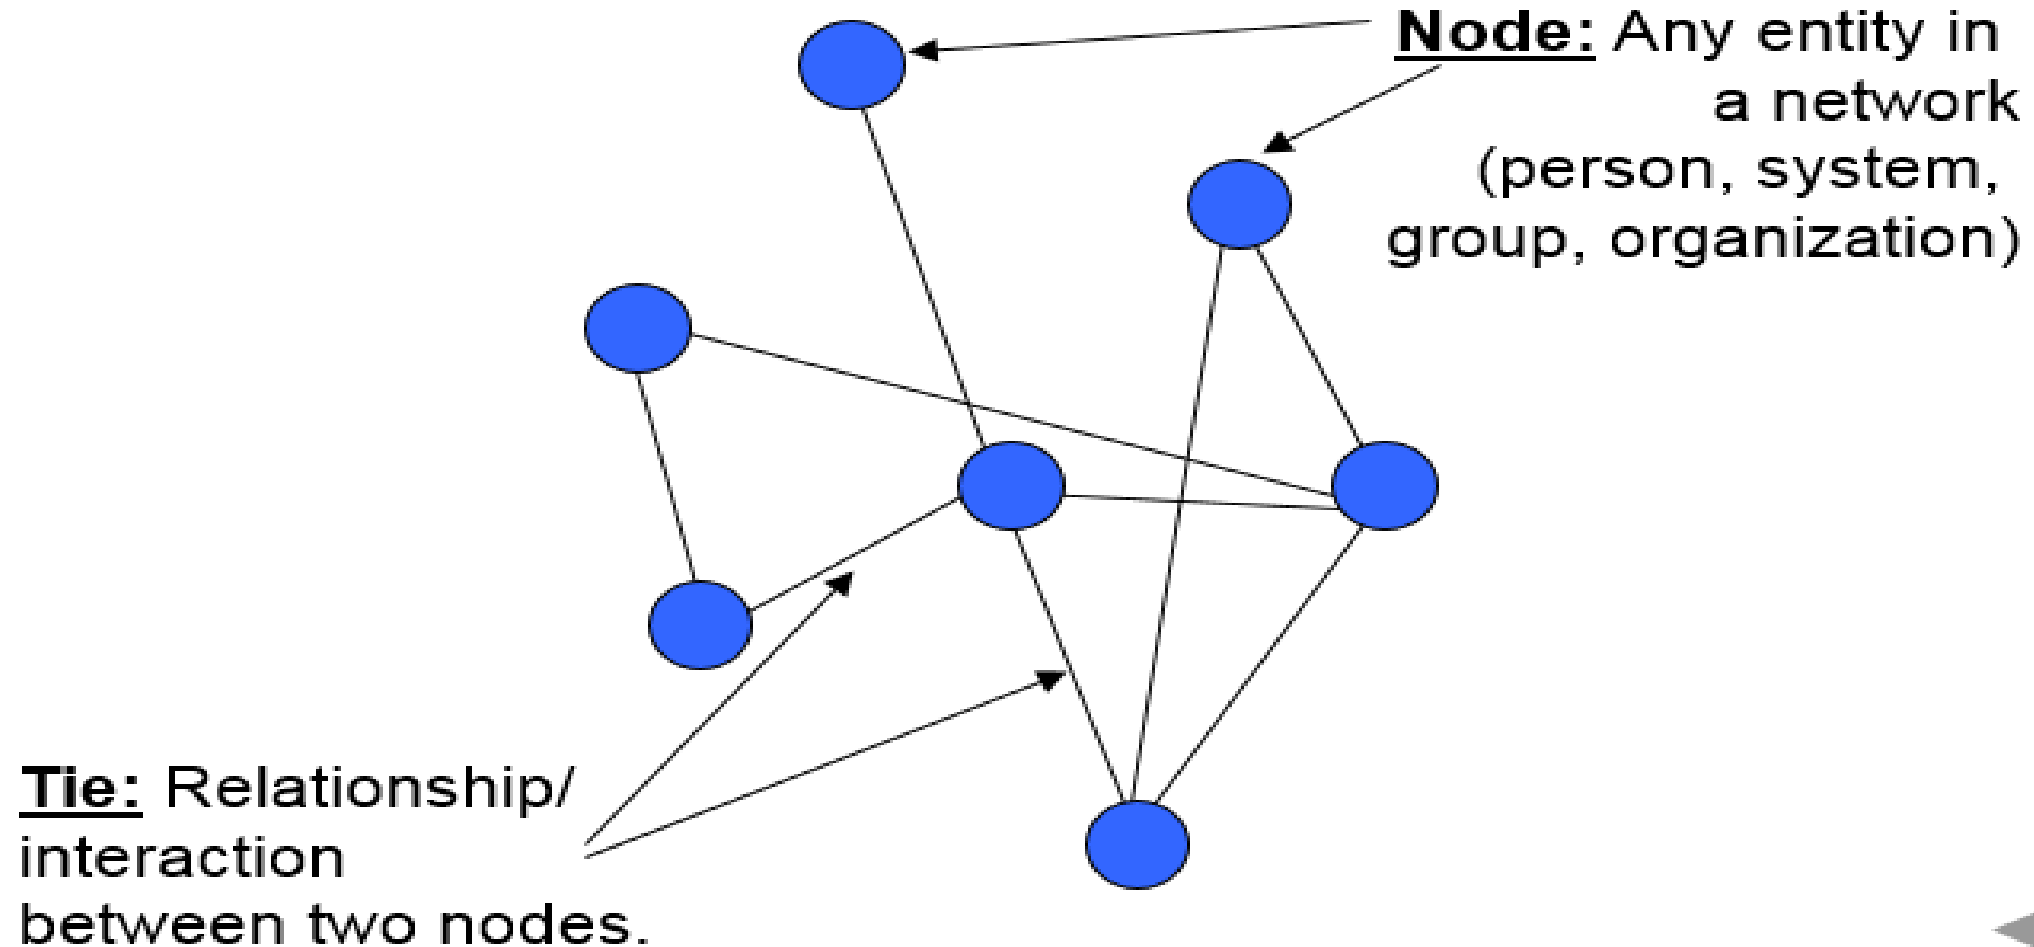 Node: Any entity in
a network
(person, system,
group, organization)
Tie: Relationship/
interaction
between two nodes.